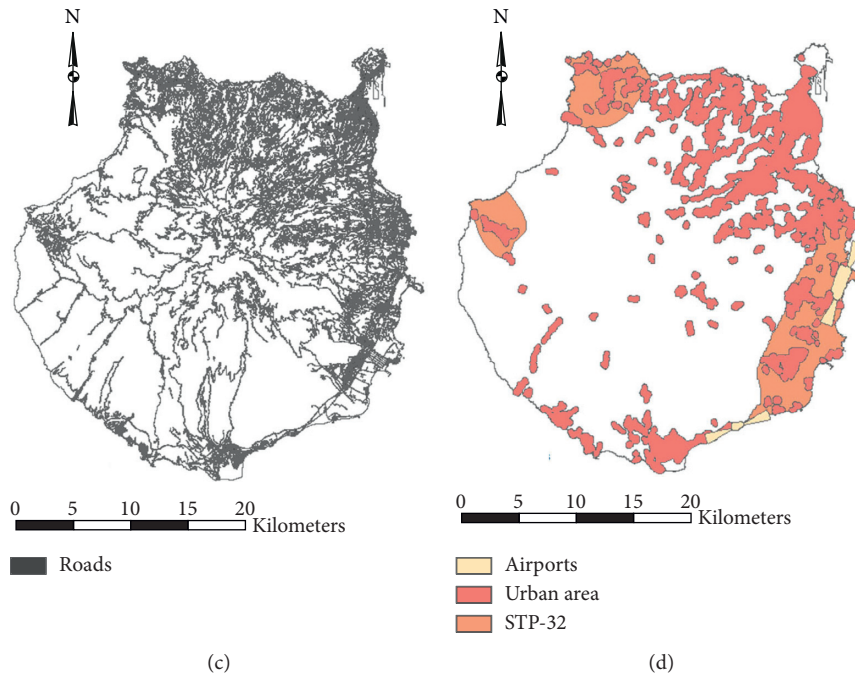 N
N
0 5 10 15 20
Kilometers
Roads
(c)
0 5 10 15 20
Kilometers
Airports
Urban area
STP-32
(d)